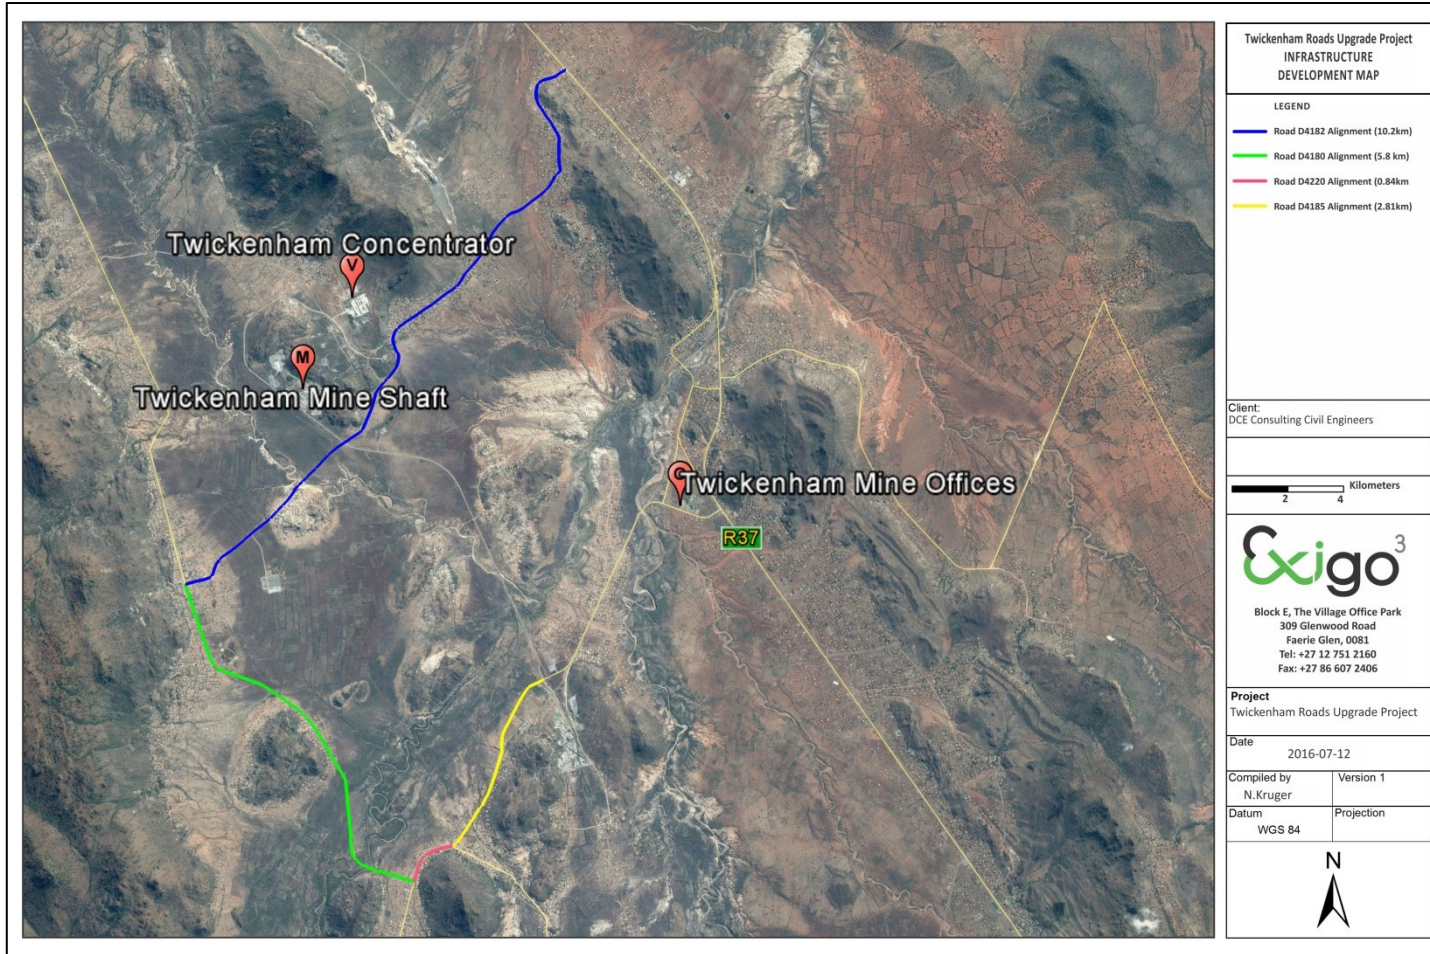 Twickenham Roads Upgrade Project
INFRASTRUCTURE
DEVELOPMENT MAP
LEGEND
Road D4182 Alignment (10.2km)
Road D4180 Alignment (5.8 km)
Road D4220 Alignment (0.84km
Road D4185 Alignment (2.81km)
Twickenham Concentrator
V
M
Twickenham Mine Shaft
Twickenham Mine Offices
R37
Client:
DCE Consulting Civil Engineers
Kilometers
2 4
Exigo3
Block E, The Village Office Park
309 Glenwood Road
Faerie Glen, 0081
Tel: +27 12 751 2160
Fax: +27 86 607 2406
Project
Twickenham Roads Upgrade Project
Date
2016-07-12
Compiled by Version 1
N.Kruger
Datum Projection
WGS 84
N